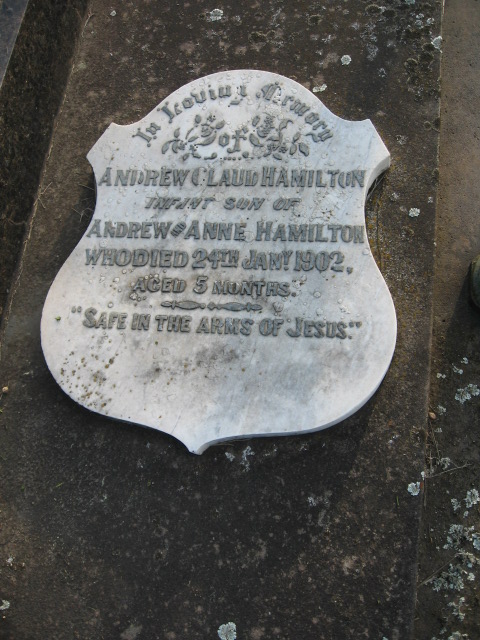 In Loving Memory
of
ANDREW CLAUD HAMILTON
INFANT SON OF
ANDREW AND ANNE HAMILTON
WHO DIED 24TH JANY. 1902,
AGED 5 MONTHS.
"SAFE IN THE ARMS OF JESUS."